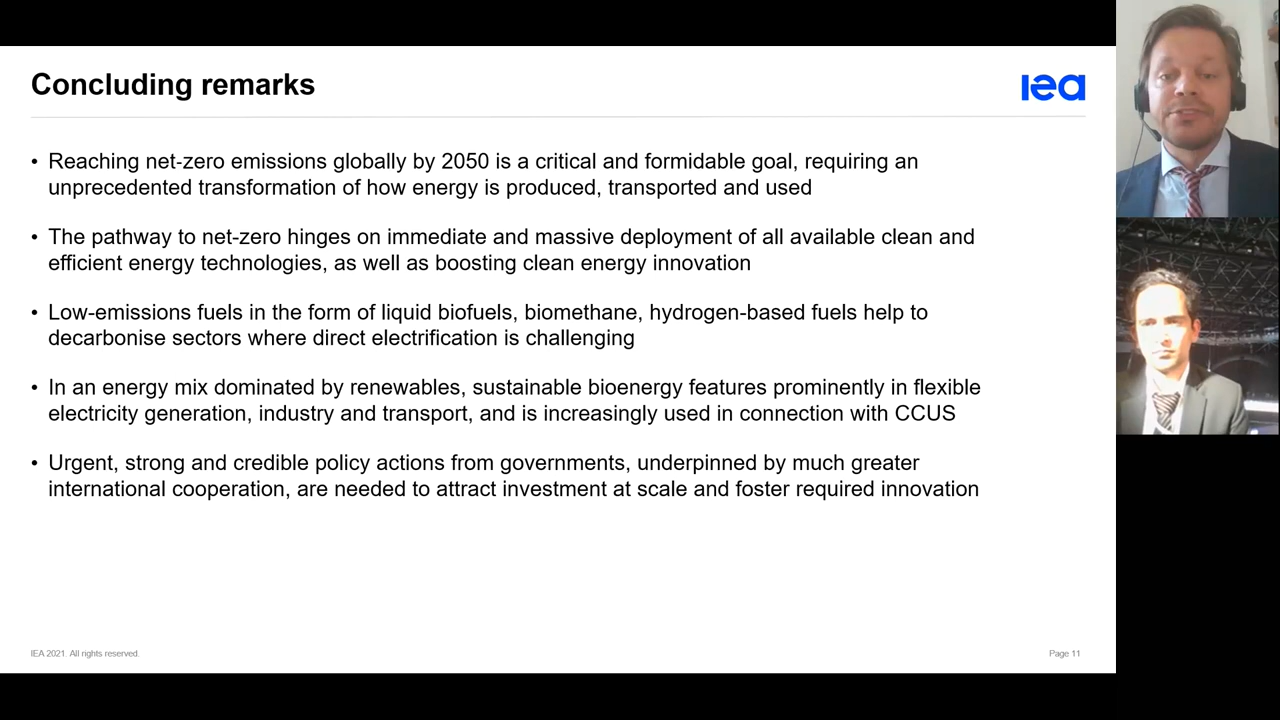 Concluding remarks
iea
• Reaching net-zero emissions globally by 2050 is a critical and formidable goal, requiring an
unprecedented transformation of how energy is produced, transported and used
• The pathway to net-zero hinges on immediate and massive deployment of all available clean and
efficient energy technologies, as well as boosting clean energy innovation
• Low-emissions fuels in the form of liquid biofuels, biomethane, hydrogen-based fuels help to
decarbonise sectors where direct electrification is challenging
• In an energy mix dominated by renewables, sustainable bioenergy features prominently in flexible
electricity generation, industry and transport, and is increasingly used in connection with CCUS
• Urgent, strong and credible policy actions from governments, underpinned by much greater
international cooperation, are needed to attract investment at scale and foster required innovation
IEA 2021. All rights reserved.
Page 11